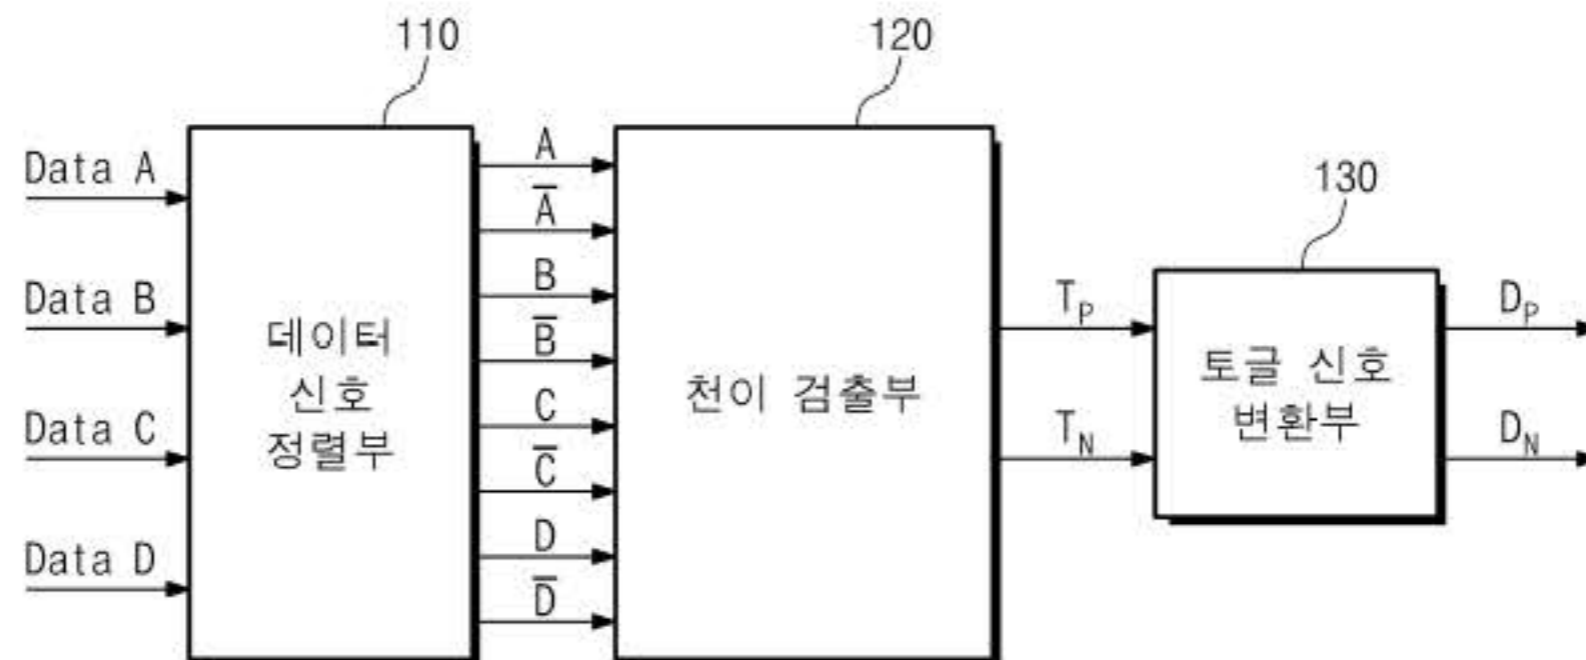 110
120
130
Data A
Data B
Data C
Data D
데이터
신호
정렬부
A
A̅
B
B̅
C
C̅
D
D̅
천이 검출부
T_P
T_N
토글 신호
변환부
D_P
D_N